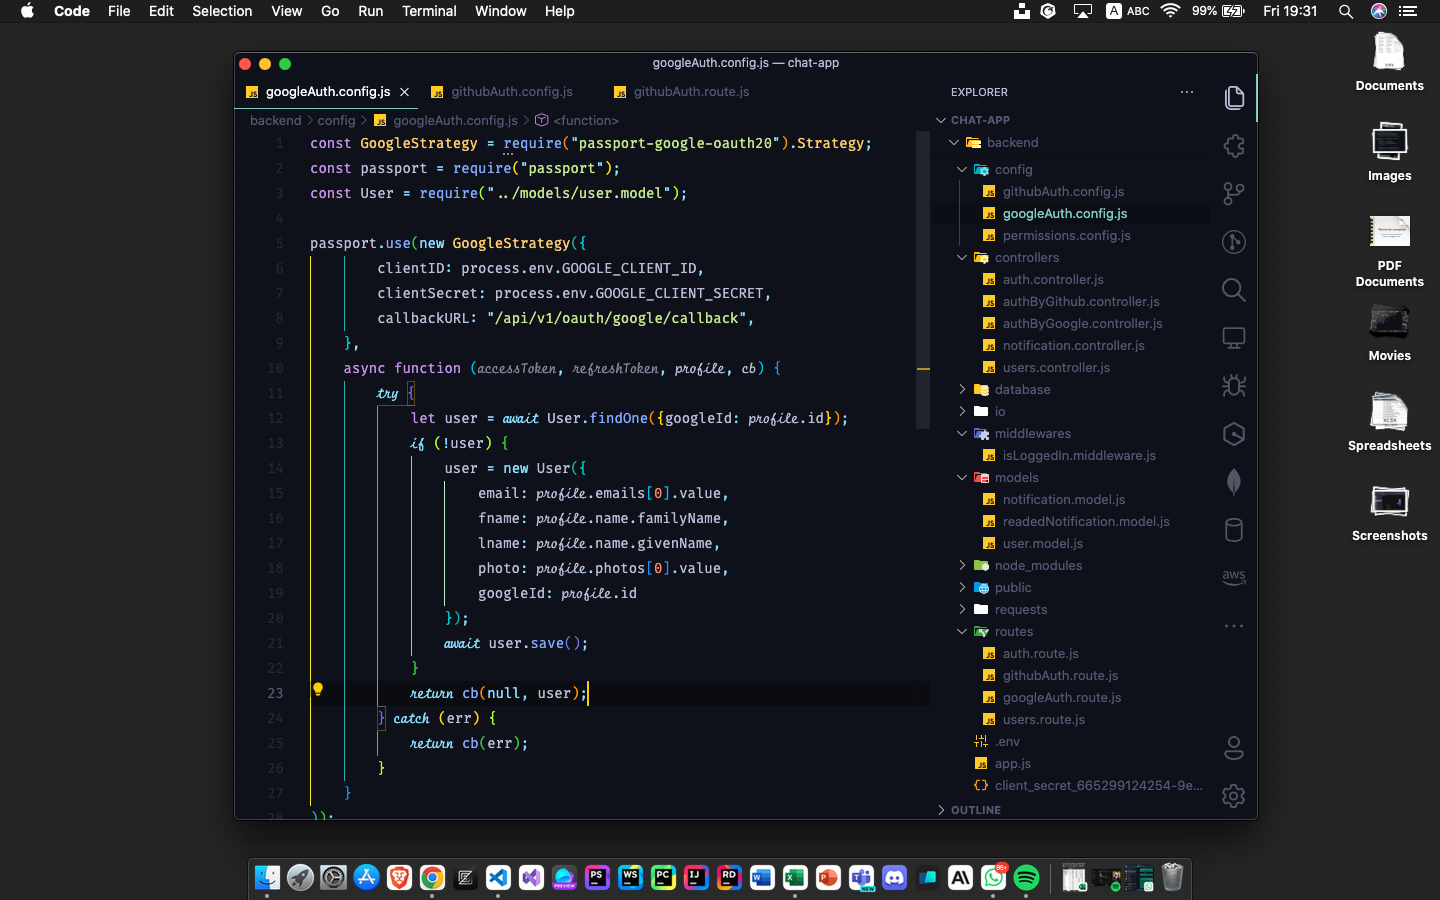 Code File Edit Selection View Go Run Terminal Window Help
A ABC 99% Fri 19:31
googleAuth.config.js — chat-app
googleAuth.config.js githubAuth.config.js githubAuth.route.js
backend config googleAuth.config.js <function>
1 const GoogleStrategy = require("passport-google-oauth20").Strategy;
2 const passport = require("passport");
3 const User = require("../models/user.model");
4
5 passport.use(new GoogleStrategy({
6 clientID: process.env.GOOGLE_CLIENT_ID,
7 clientSecret: process.env.GOOGLE_CLIENT_SECRET,
8 callbackURL: "/api/v1/oauth/google/callback",
9 },
10 async function (accessToken, refreshToken, profile, cb) {
11 try {
12 let user = await User.findOne({googleId: profile.id});
13 if (!user) {
14 user = new User({
15 email: profile.emails[0].value,
16 fname: profile.name.familyName,
17 lname: profile.name.givenName,
18 photo: profile.photos[0].value,
19 googleId: profile.id
20 });
21 await user.save();
22 }
23 return cb(null, user);
24 } catch (err) {
25 return cb(err);
26 }
27 }
28 ));
EXPLORER
CHAT-APP
backend
config
githubAuth.config.js
googleAuth.config.js
permissions.config.js
controllers
auth.controller.js
authByGithub.controller.js
authByGoogle.controller.js
notification.controller.js
users.controller.js
database
io
middlewares
isLoggedIn.middleware.js
models
notification.model.js
readedNotification.model.js
user.model.js
node_modules
public
requests
routes
auth.route.js
githubAuth.route.js
googleAuth.route.js
users.route.js
.env
app.js
client_secret_665299124254-9e...
OUTLINE
aws
Documents
Images
PDF
Documents
Movies
XLSX
Spreadsheets
Screenshots
PREVIEW
PS
WS
PC
IJ
RD
NEW
99+